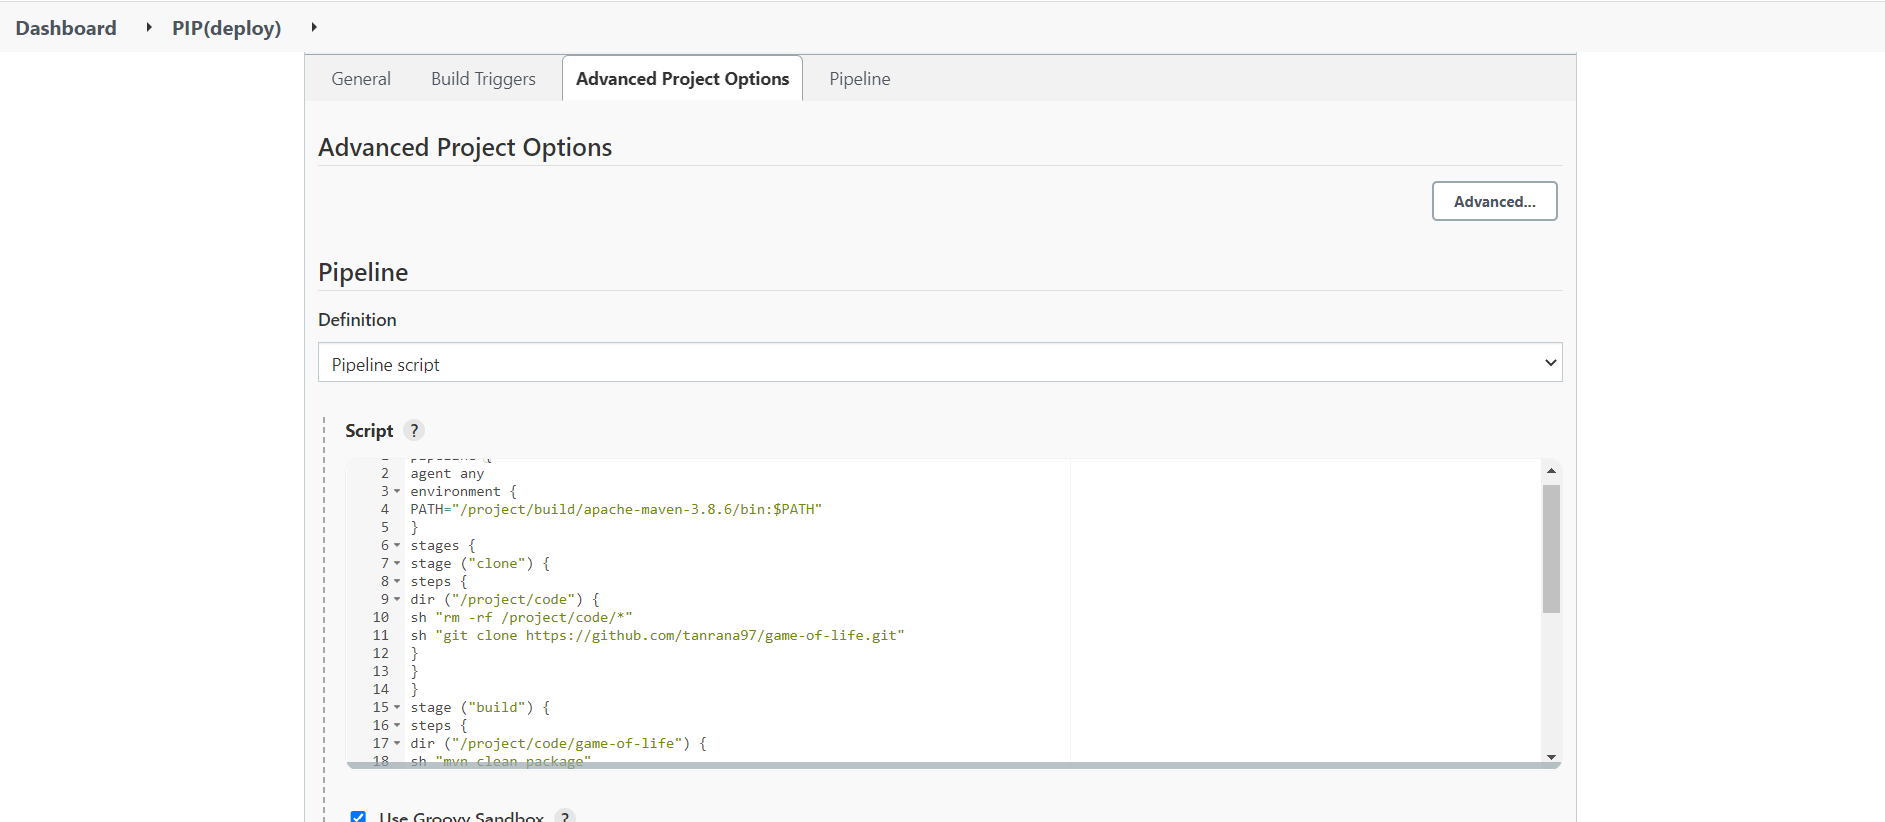 Dashboard PIP(deploy)
General Build Triggers Advanced Project Options Pipeline
Advanced Project Options
Advanced...
Pipeline
Definition
Pipeline script
Script ?
1 pipeline {
2 agent any
3 environment {
4 PATH="/project/build/apache-maven-3.8.6/bin:$PATH"
5 }
6 stages {
7 stage ("clone") {
8 steps {
9 dir ("/project/code") {
10 sh "rm -rf /project/code/*"
11 sh "git clone https://github.com/tanrana97/game-of-life.git"
12 }
13 }
14 }
15 stage ("build") {
16 steps {
17 dir ("/project/code/game-of-life") {
18 sh "mvn clean package"
Use Groovy Sandbox ?